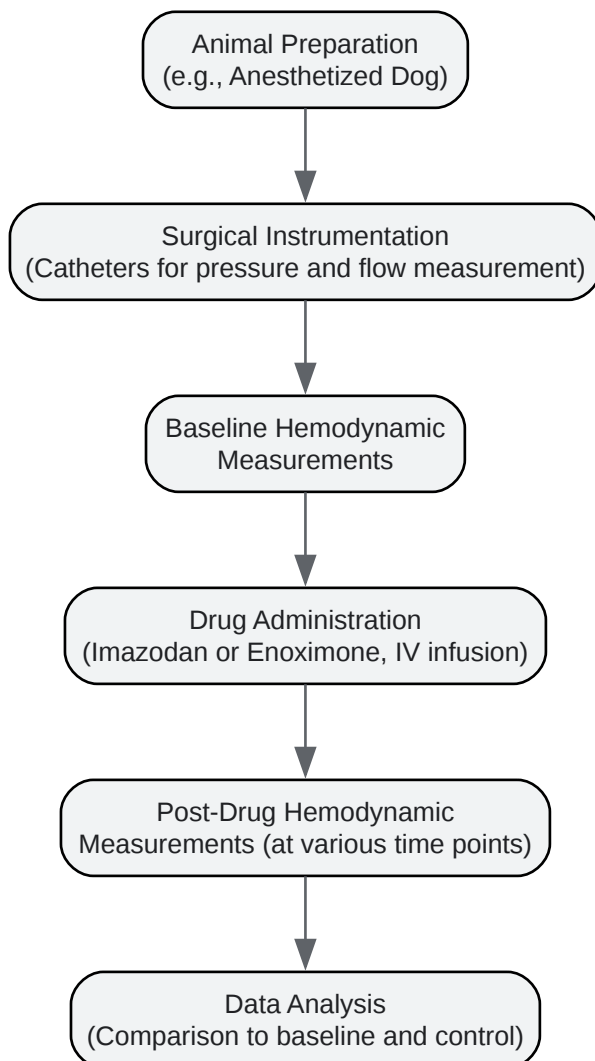 Animal Preparation
(e.g., Anesthetized Dog)
Surgical Instrumentation
(Catheters for pressure and flow measurement)
Baseline Hemodynamic
Measurements
Drug Administration
(Imazodan or Enoximone, IV infusion)
Post-Drug Hemodynamic
Measurements (at various time points)
Data Analysis
(Comparison to baseline and control)